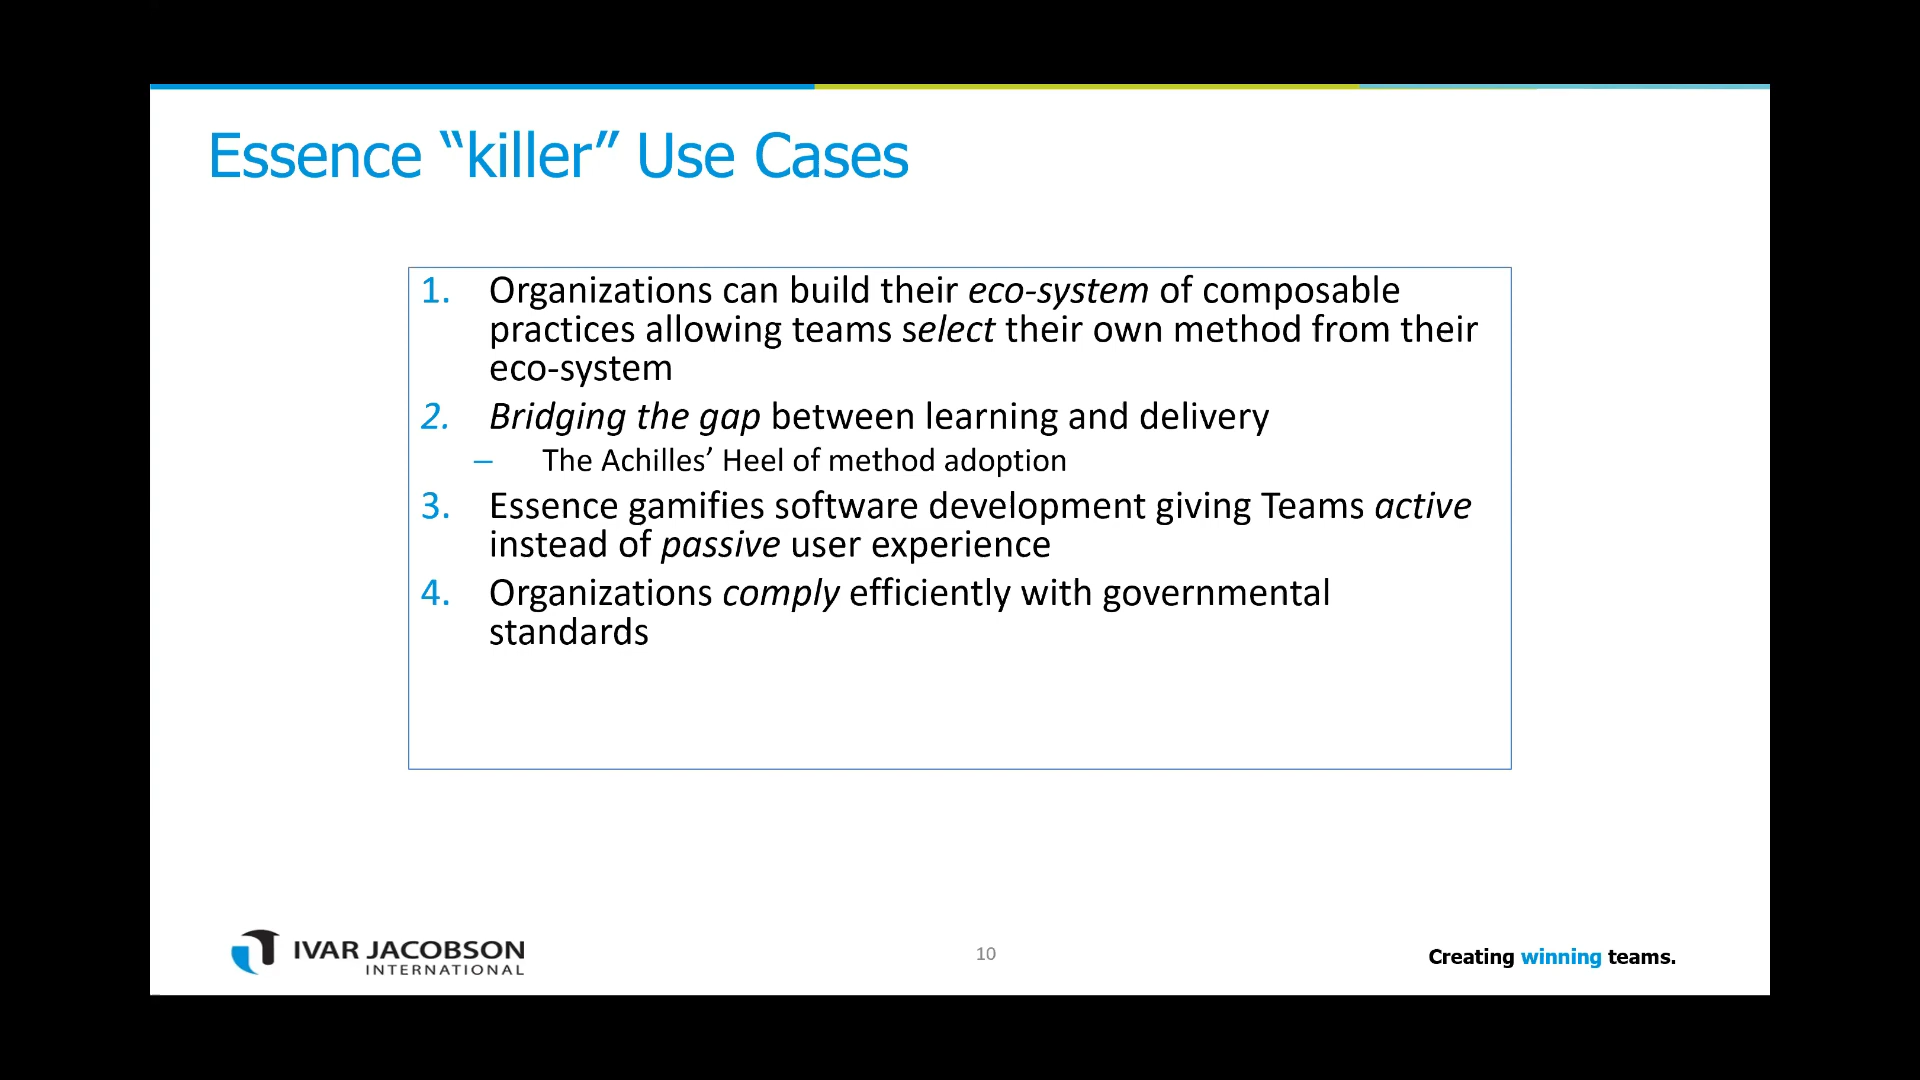 Essence “killer” Use Cases
1. Organizations can build their eco-system of composable
practices allowing teams select their own method from their
eco-system
2. Bridging the gap between learning and delivery
– The Achilles’ Heel of method adoption
3. Essence gamifies software development giving Teams active
instead of passive user experience
4. Organizations comply efficiently with governmental
standards
IVAR JACOBSON
INTERNATIONAL
10
Creating winning teams.